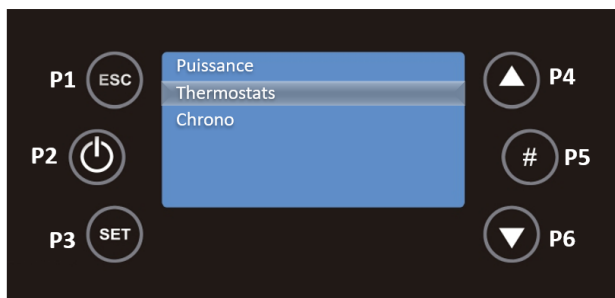 P1 ESC
P2
P3 SET
Puissance
Thermostats
Chrono
P4
# P5
P6